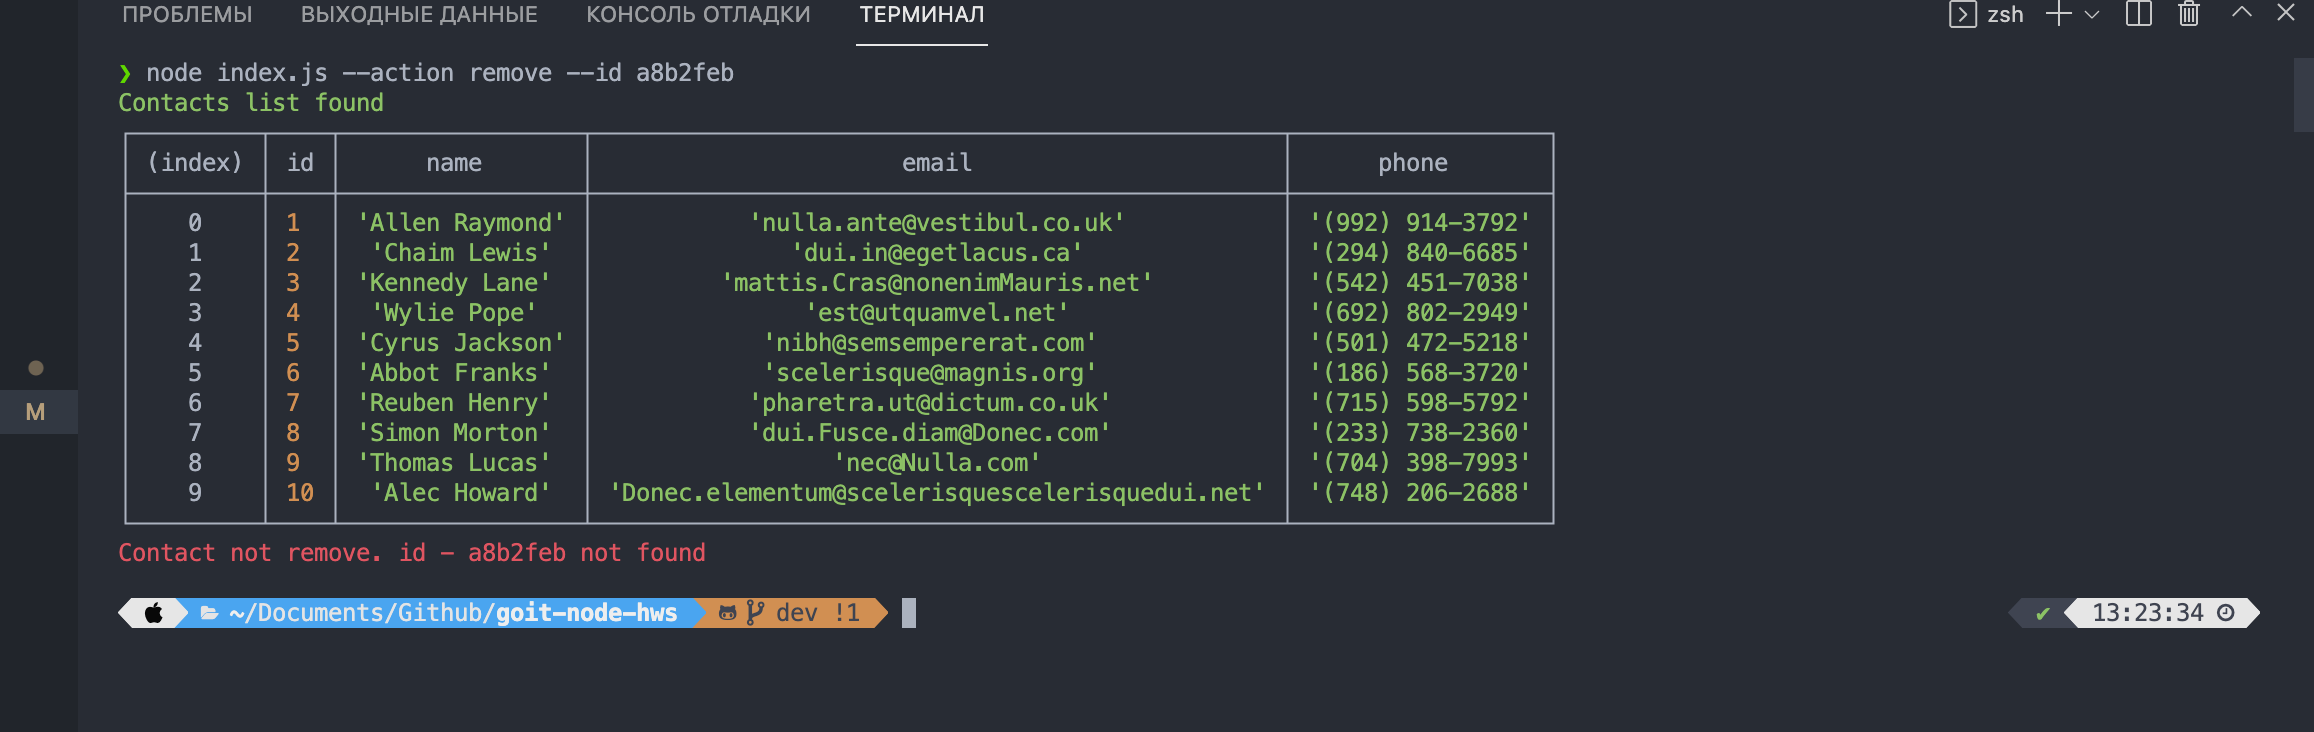 ПРОБЛЕМЫ ВЫХОДНЫЕ ДАННЫЕ КОНСОЛЬ ОТЛАДКИ ТЕРМИНАЛ zsh
❯ node index.js --action remove --id a8b2feb
Contacts list found
(index) id name email phone
0 1 'Allen Raymond' 'nulla.ante@vestibul.co.uk' '(992) 914-3792'
1 2 'Chaim Lewis' 'dui.in@egetlacus.ca' '(294) 840-6685'
2 3 'Kennedy Lane' 'mattis.Cras@nonenimMauris.net' '(542) 451-7038'
3 4 'Wylie Pope' 'est@utquamvel.net' '(692) 802-2949'
4 5 'Cyrus Jackson' 'nibh@semsempererat.com' '(501) 472-5218'
5 6 'Abbot Franks' 'scelerisque@magnis.org' '(186) 568-3720'
6 7 'Reuben Henry' 'pharetra.ut@dictum.co.uk' '(715) 598-5792'
7 8 'Simon Morton' 'dui.Fusce.diam@Donec.com' '(233) 738-2360'
8 9 'Thomas Lucas' 'nec@Nulla.com' '(704) 398-7993'
9 10 'Alec Howard' 'Donec.elementum@scelerisquescelerisquedui.net' '(748) 206-2688'
M
Contact not remove. id - a8b2feb not found
~/Documents/Github/goit-node-hws dev !1 ✔ 13:23:34